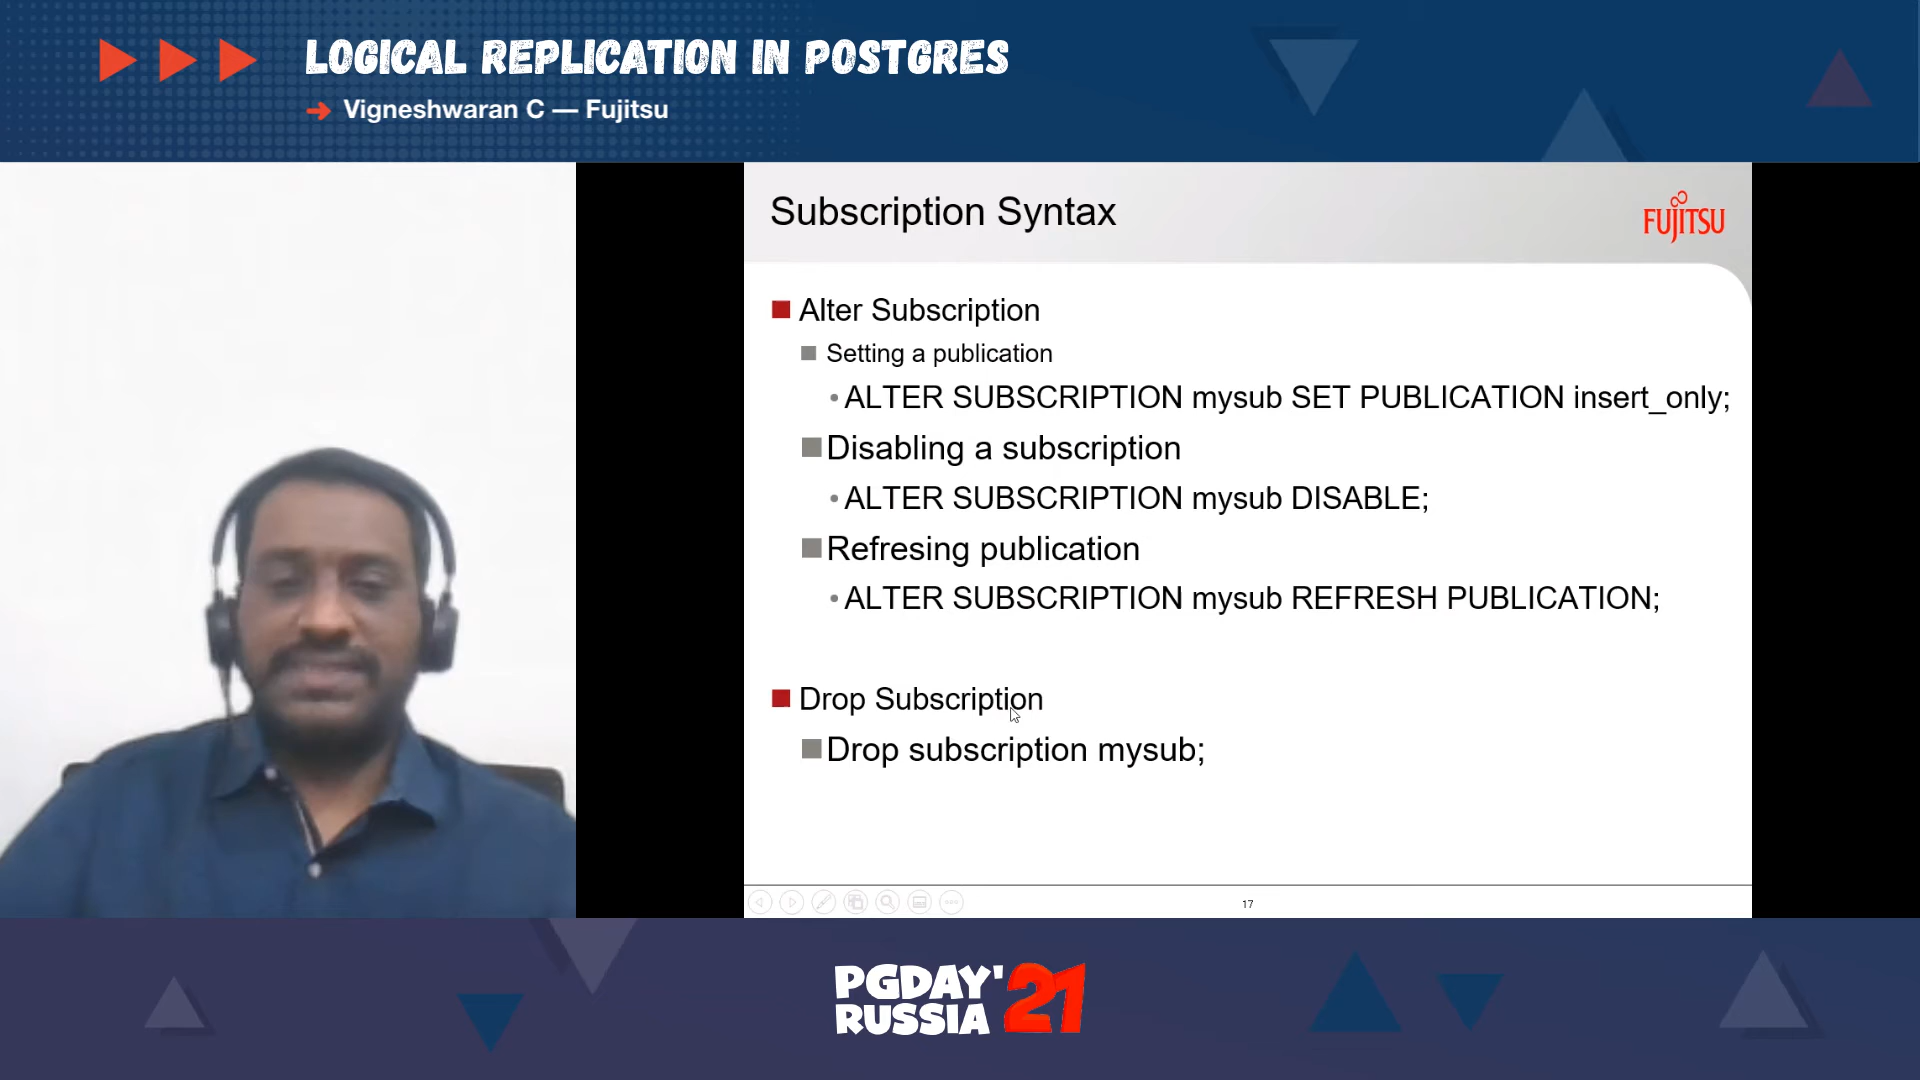 LOGICAL REPLICATION IN POSTGRES
Vigneshwaran C — Fujitsu
Subscription Syntax
FUJITSU
Alter Subscription
Setting a publication
ALTER SUBSCRIPTION mysub SET PUBLICATION insert_only;
Disabling a subscription
ALTER SUBSCRIPTION mysub DISABLE;
Refresing publication
ALTER SUBSCRIPTION mysub REFRESH PUBLICATION;
Drop Subscription
Drop subscription mysub;
17
PGDAY'21
RUSSIA